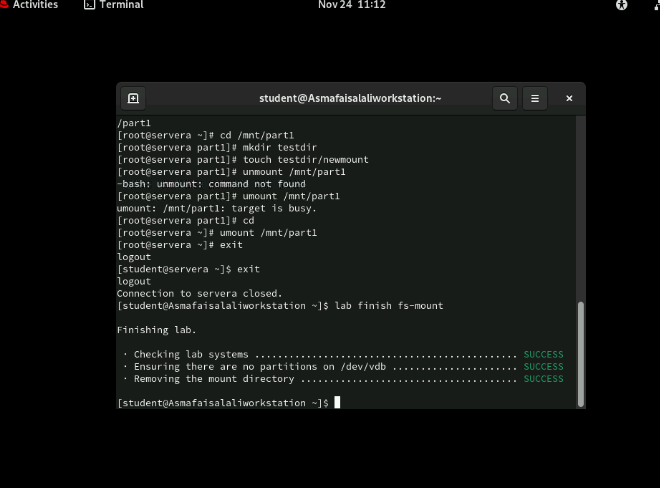 Activities Terminal Nov 24 11:12
student@Asmafaisalaliworkstation:~
/part1
[root@servera ~]# cd /mnt/part1
[root@servera part1]# mkdir testdir
[root@servera part1]# touch testdir/newmount
[root@servera part1]# unmount /mnt/part1
-bash: unmount: command not found
[root@servera part1]# umount /mnt/part1
umount: /mnt/part1: target is busy.
[root@servera part1]# cd
[root@servera ~]# umount /mnt/part1
[root@servera ~]# exit
logout
[student@servera ~]$ exit
logout
Connection to servera closed.
[student@Asmafaisalaliworkstation ~]$ lab finish fs-mount
Finishing lab.
· Checking lab systems .............................................. SUCCESS
· Ensuring there are no partitions on /dev/vdb ...................... SUCCESS
· Removing the mount directory ...................................... SUCCESS
[student@Asmafaisalaliworkstation ~]$